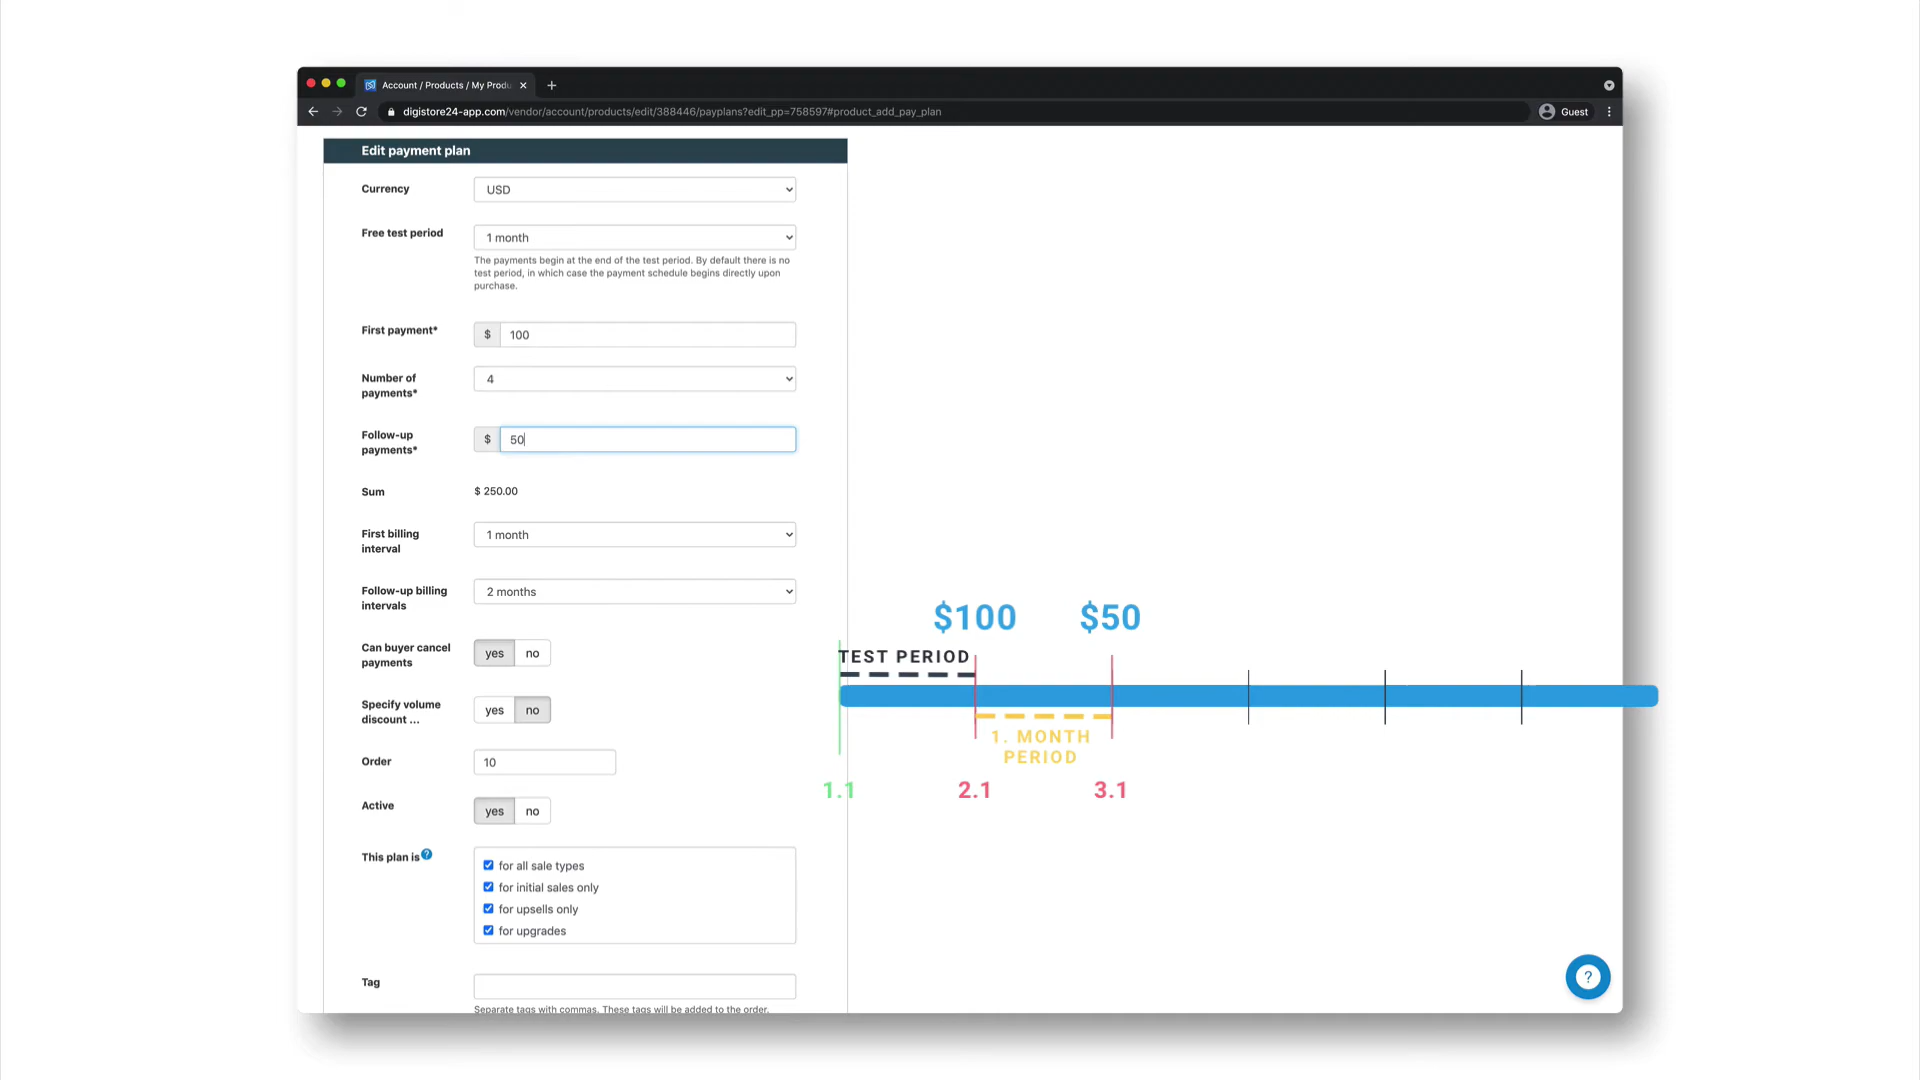 Account / Products / My Produ
digistore24-app.com/vendor/account/products/edit/388446/payplans?edit_pp=758597#product_add_pay_plan
Guest
Edit payment plan
Currency
USD
Free test period
1 month
The payments begin at the end of the test period. By default there is no
test period, in which case the payment schedule begins directly upon
purchase.
First payment*
$ 100
Number of
payments*
4
Follow-up
payments*
$ 50
Sum
$ 250.00
First billing
interval
1 month
Follow-up billing
intervals
2 months
Can buyer cancel
payments
yes no
Specify volume
discount ...
yes no
Order
10
Active
yes no
This plan is ?
for all sale types
for initial sales only
for upsells only
for upgrades
Tag
Separate tags with commas. These tags will be added to the order.
$100 $50
TEST PERIOD
1. MONTH
PERIOD
1.1 2.1 3.1
?